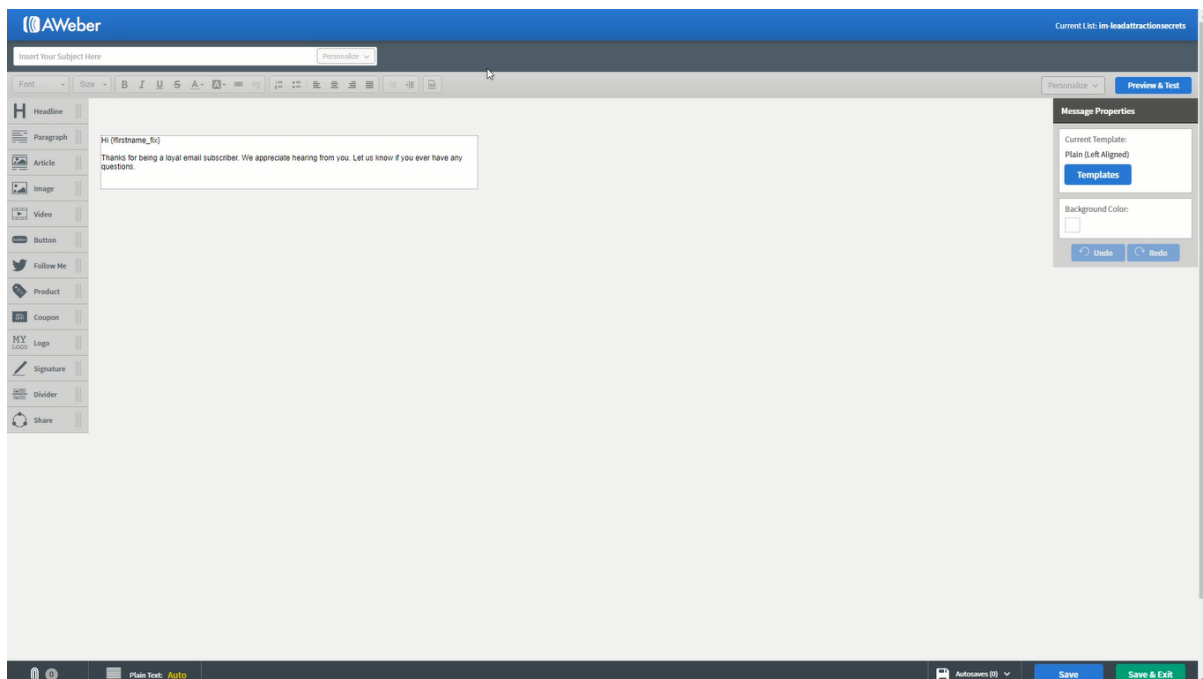 AWeber
Current List: im-leadattractionsecrets
Insert Your Subject Here
Personalize
Font
Size
B I U S A A
Personalize
Preview & Test
H Headline
Paragraph
Article
Image
Video
Button
Follow Me
Product
Coupon
MY LOGO Logo
Signature
Divider
Share
Hi {!firstname_fix}
Thanks for being a loyal email subscriber. We appreciate hearing from you. Let us know if you ever have any
questions.
Message Properties
Current Template:
Plain (Left Aligned)
Templates
Background Color:
Undo
Redo
0
Plain Text: Auto
Autosaves (0)
Save
Save & Exit